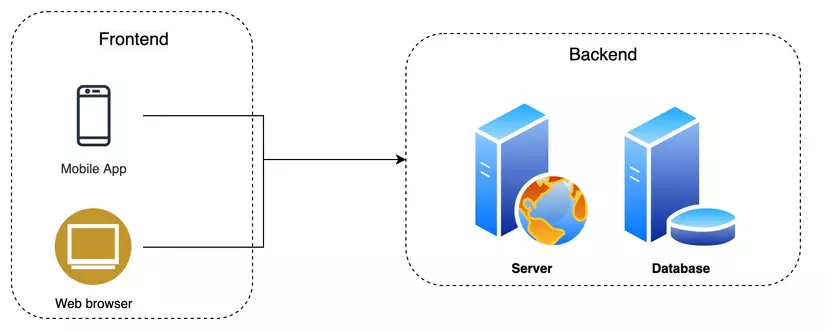 Frontend
Mobile App
Web browser
Backend
Server
Database